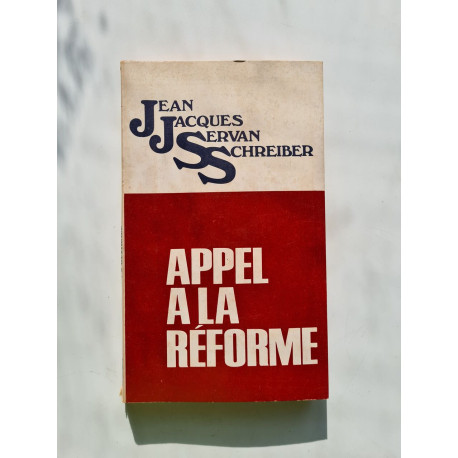 JEAN
JACQUES
SERVAN
SCHREIBER
APPEL
A LA
RÉFORME